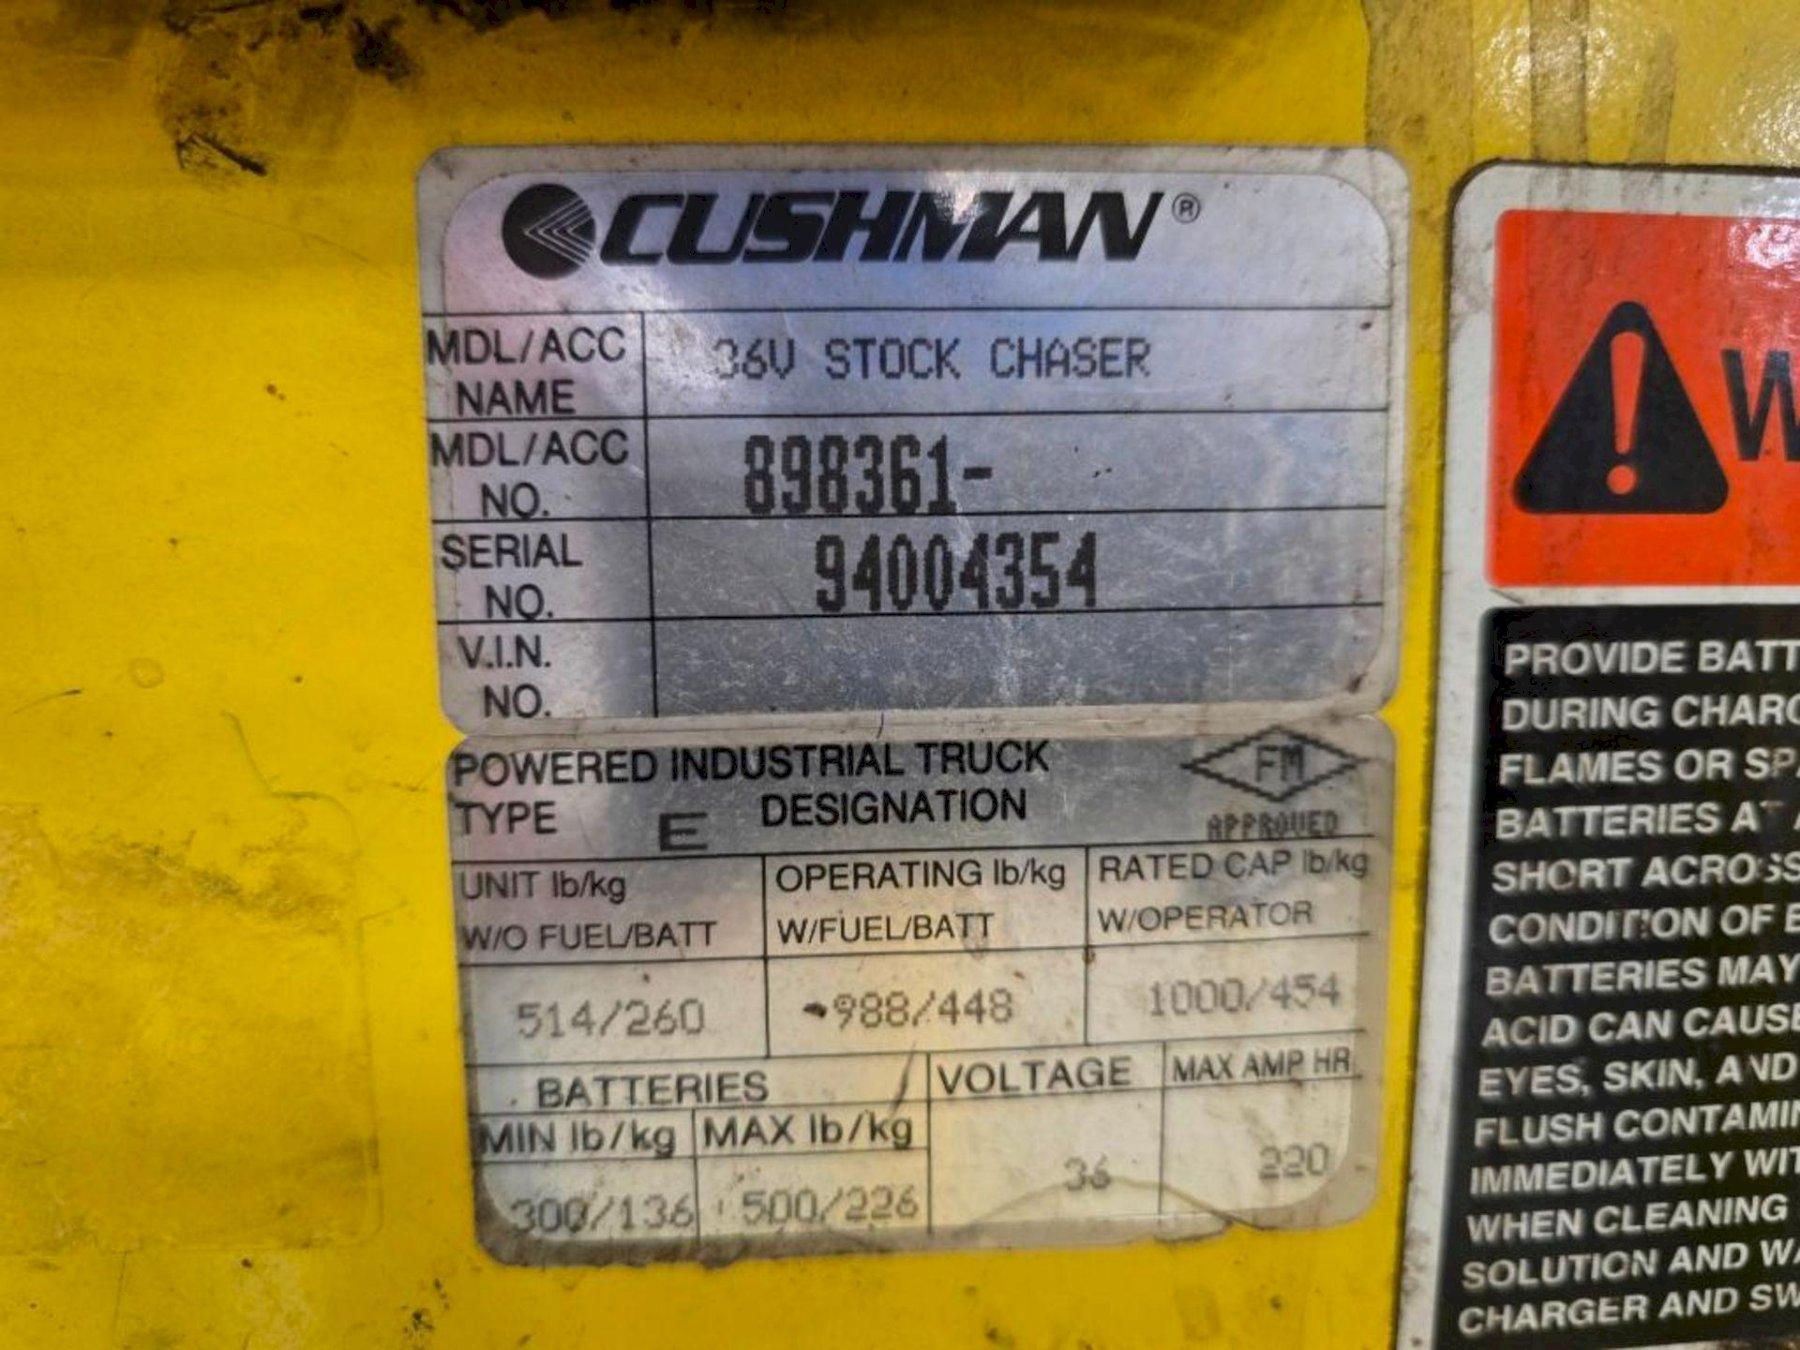 CUSHMAN®
MDL/ACC NAME 36V STOCK CHASER
MDL/ACC NO. 898361-
SERIAL NO. 94004354
V.I.N. NO.
POWERED INDUSTRIAL TRUCK
TYPE E DESIGNATION
FM
APPROVED
UNIT lb/kg
W/O FUEL/BATT
OPERATING lb/kg
W/FUEL/BATT
RATED CAP lb/kg
W/OPERATOR
514/260
988/448
1000/454
BATTERIES
VOLTAGE
MAX AMP HR
MIN lb/kg
MAX lb/kg
300/136
500/226
36
220
W
PROVIDE BATT
DURING CHARG
FLAMES OR SPA
BATTERIES AT A
SHORT ACROSS
CONDITION OF B
BATTERIES MAY
ACID CAN CAUSE
EYES, SKIN, AND
FLUSH CONTAMIN
IMMEDIATELY WIT
WHEN CLEANING
SOLUTION AND WA
CHARGER AND SW